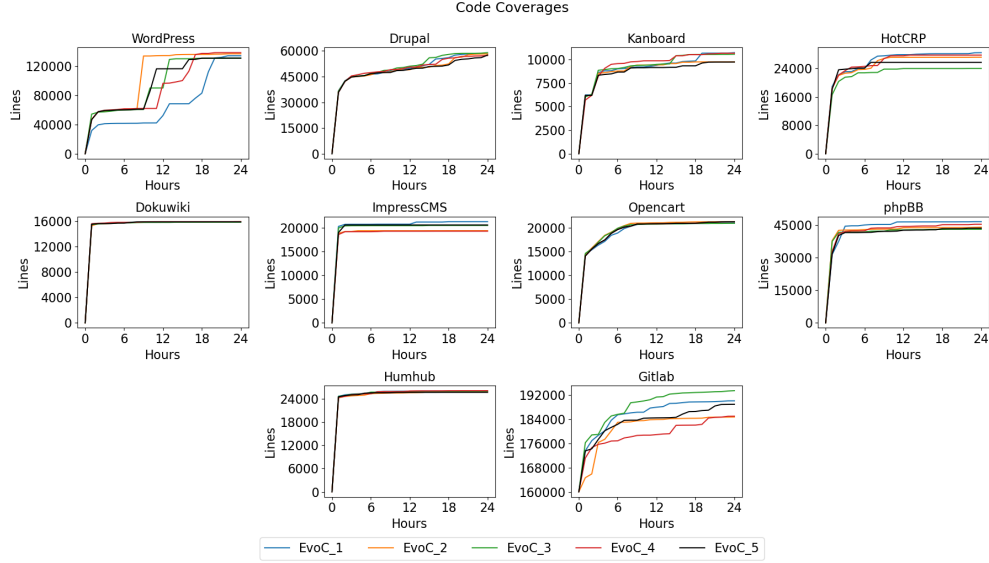 Code Coverages
WordPress
120000
80000
40000
0
Lines
0 6 12 18 24
Hours
Drupal
60000
45000
30000
15000
0
Lines
0 6 12 18 24
Hours
Kanboard
10000
7500
5000
2500
0
Lines
0 6 12 18 24
Hours
HotCRP
24000
16000
8000
0
Lines
0 6 12 18 24
Hours
Dokuwiki
16000
12000
8000
4000
0
Lines
0 6 12 18 24
Hours
ImpressCMS
20000
15000
10000
5000
0
Lines
0 6 12 18 24
Hours
Opencart
20000
15000
10000
5000
0
Lines
0 6 12 18 24
Hours
phpBB
45000
30000
15000
0
Lines
0 6 12 18 24
Hours
Humhub
24000
18000
12000
6000
0
Lines
0 6 12 18 24
Hours
Gitlab
192000
184000
176000
168000
160000
Lines
0 6 12 18 24
Hours
EvoC_1 EvoC_2 EvoC_3 EvoC_4 EvoC_5